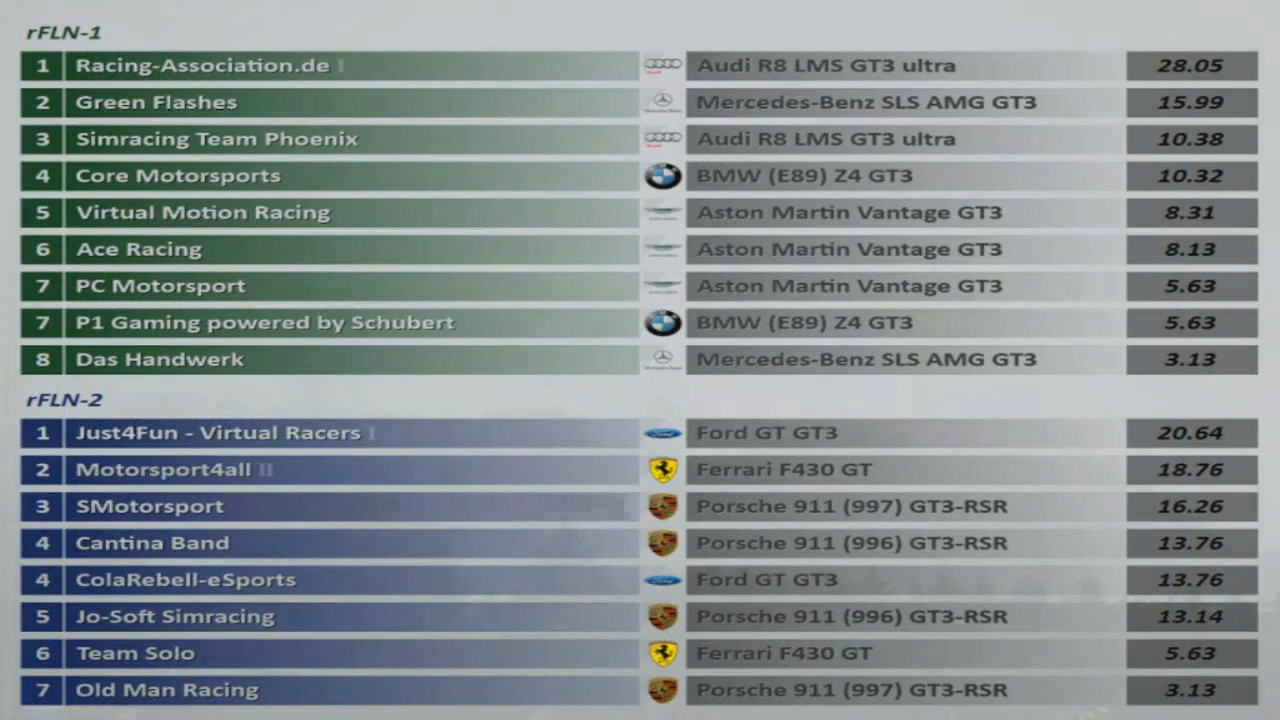 rFLN-1
1 Racing-Association.de I Audi R8 LMS GT3 ultra 28.05
2 Green Flashes Mercedes-Benz SLS AMG GT3 15.99
3 Simracing Team Phoenix Audi R8 LMS GT3 ultra 10.38
4 Core Motorsports BMW (E89) Z4 GT3 10.32
5 Virtual Motion Racing Aston Martin Vantage GT3 8.31
6 Ace Racing Aston Martin Vantage GT3 8.13
7 PC Motorsport Aston Martin Vantage GT3 5.63
7 P1 Gaming powered by Schubert BMW (E89) Z4 GT3 5.63
8 Das Handwerk Mercedes-Benz SLS AMG GT3 3.13
rFLN-2
1 Just4Fun - Virtual Racers I Ford GT GT3 20.64
2 Motorsport4all II Ferrari F430 GT 18.76
3 SMotorsport Porsche 911 (997) GT3-RSR 16.26
4 Cantina Band Porsche 911 (996) GT3-RSR 13.76
4 ColaRebell-eSports Ford GT GT3 13.76
5 Jo-Soft Simracing Porsche 911 (996) GT3-RSR 13.14
6 Team Solo Ferrari F430 GT 5.63
7 Old Man Racing Porsche 911 (997) GT3-RSR 3.13